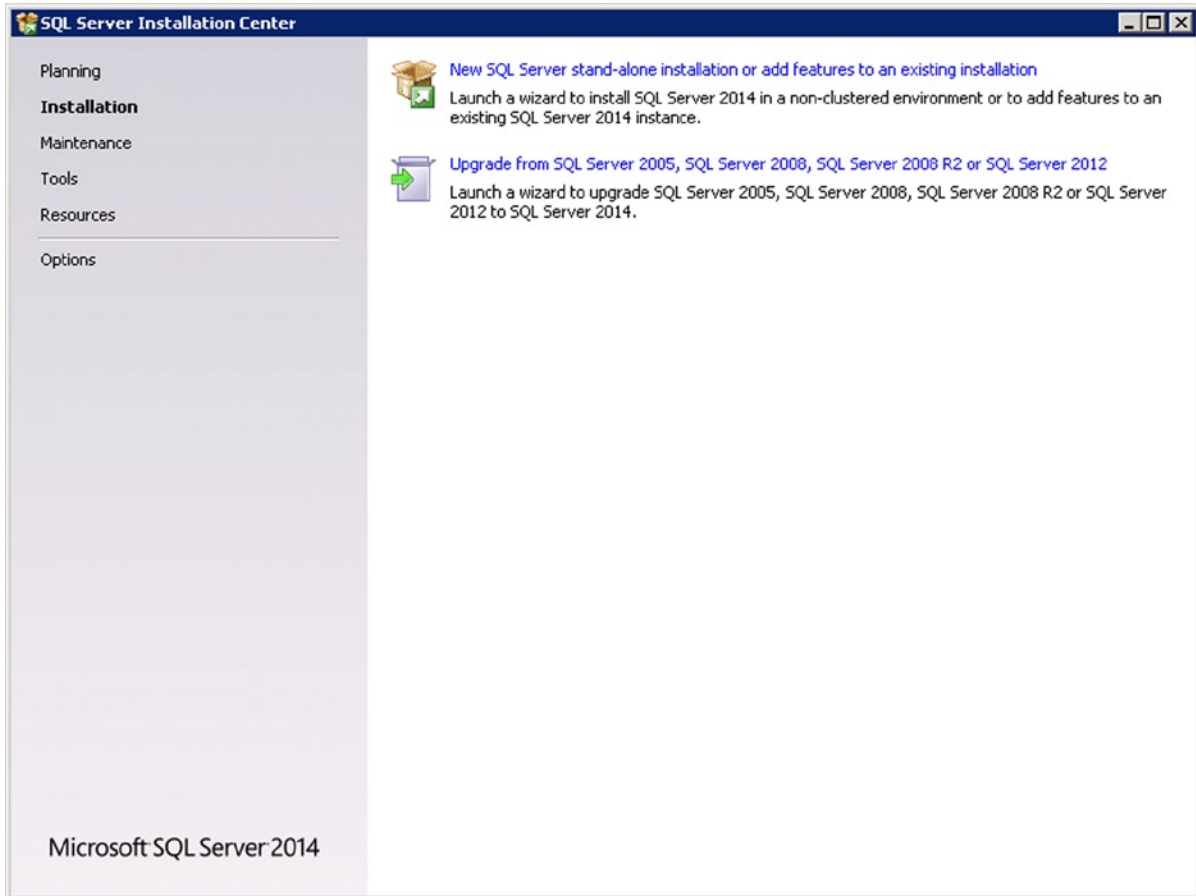 SQL Server Installation Center
Planning
Installation
Maintenance
Tools
Resources
Options
New SQL Server stand-alone installation or add features to an existing installation
Launch a wizard to install SQL Server 2014 in a non-clustered environment or to add features to an
existing SQL Server 2014 instance.
Upgrade from SQL Server 2005, SQL Server 2008, SQL Server 2008 R2 or SQL Server 2012
Launch a wizard to upgrade SQL Server 2005, SQL Server 2008, SQL Server 2008 R2 or SQL Server
2012 to SQL Server 2014.
Microsoft SQL Server 2014